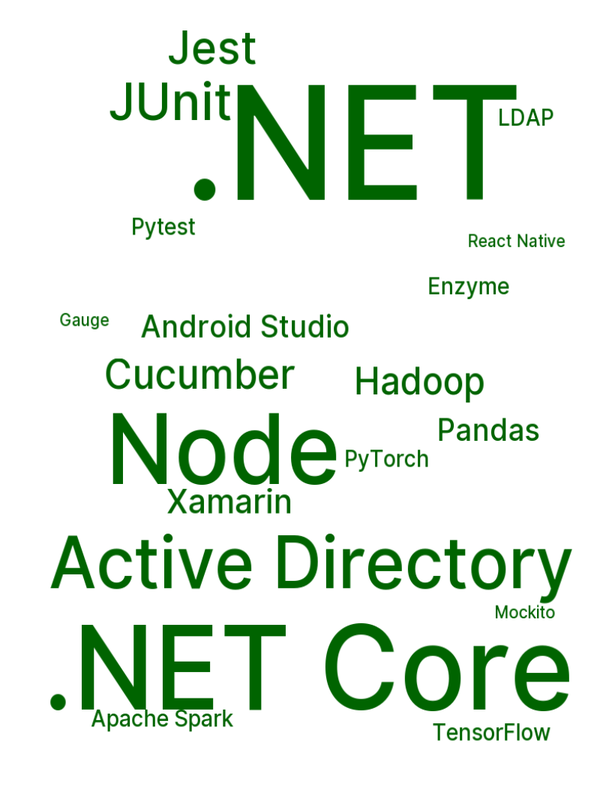 Jest
JUnit
.NET
LDAP
Pytest
React Native
Enzyme
Gauge
Android Studio
Cucumber
Hadoop
Node
Pandas
PyTorch
Xamarin
Active Directory
Mockito
.NET Core
Apache Spark
TensorFlow